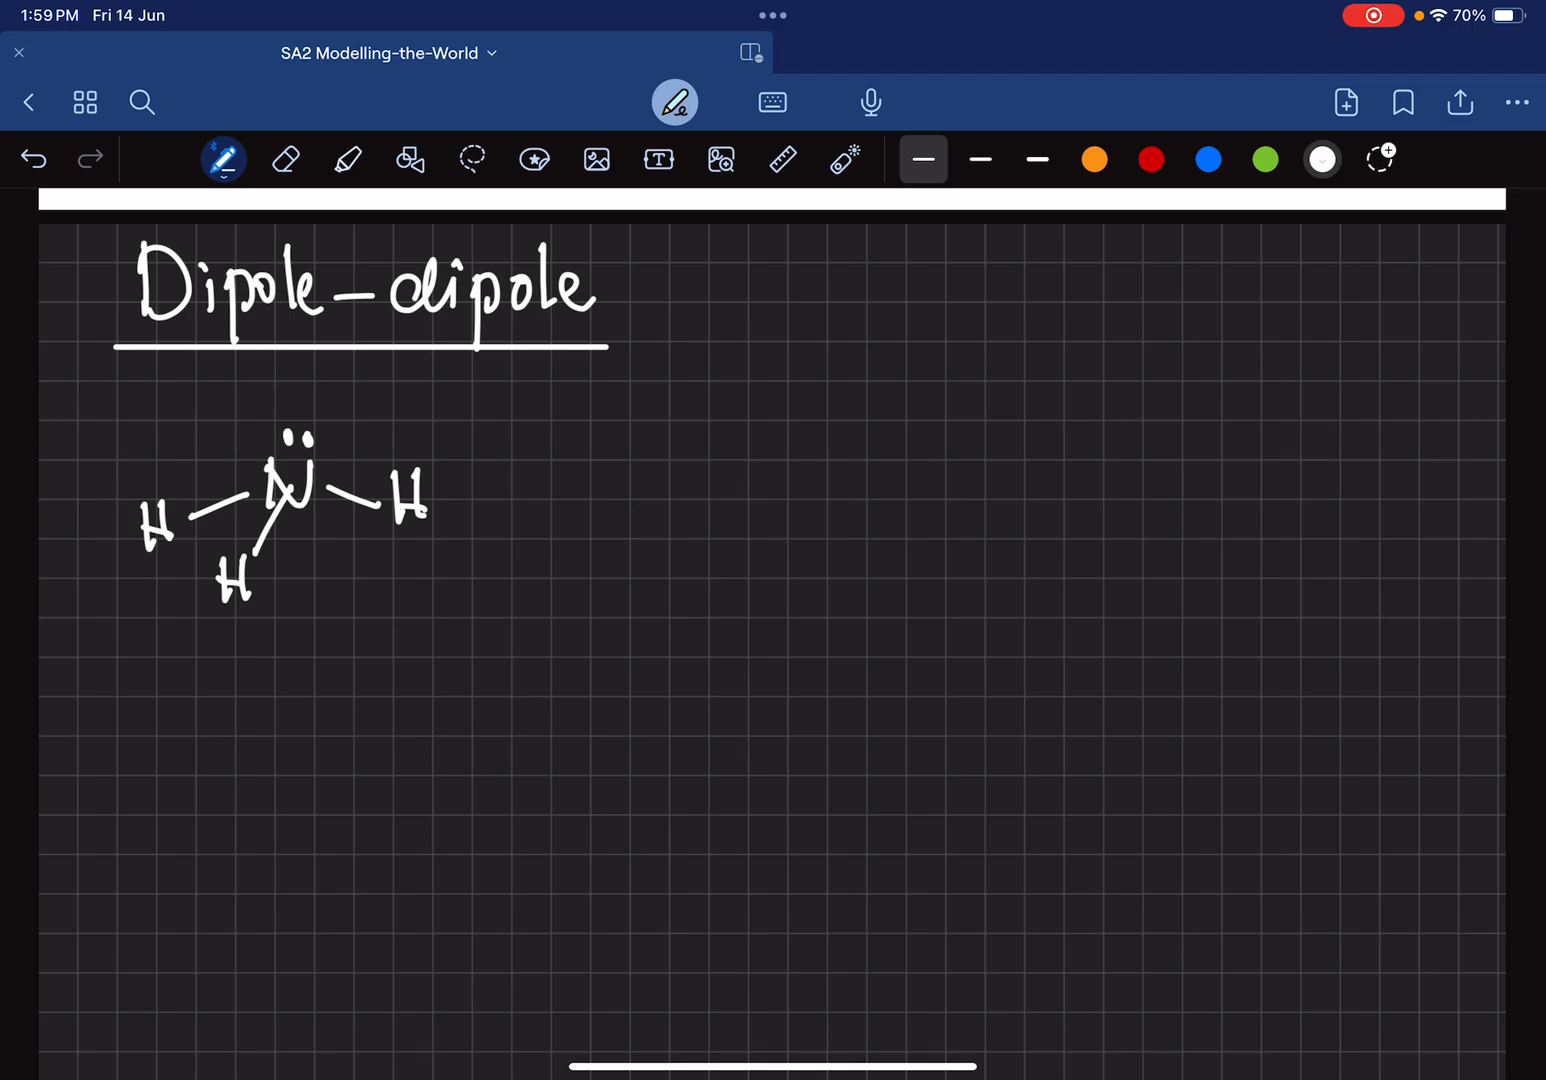 1:59 PM Fri 14 Jun 70%
SA2 Modelling-the-World
T
Dipole-dipole
N
H H
H